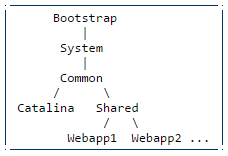 Bootstrap
System
Common
Catalina Shared
Webapp1 Webapp2 ...